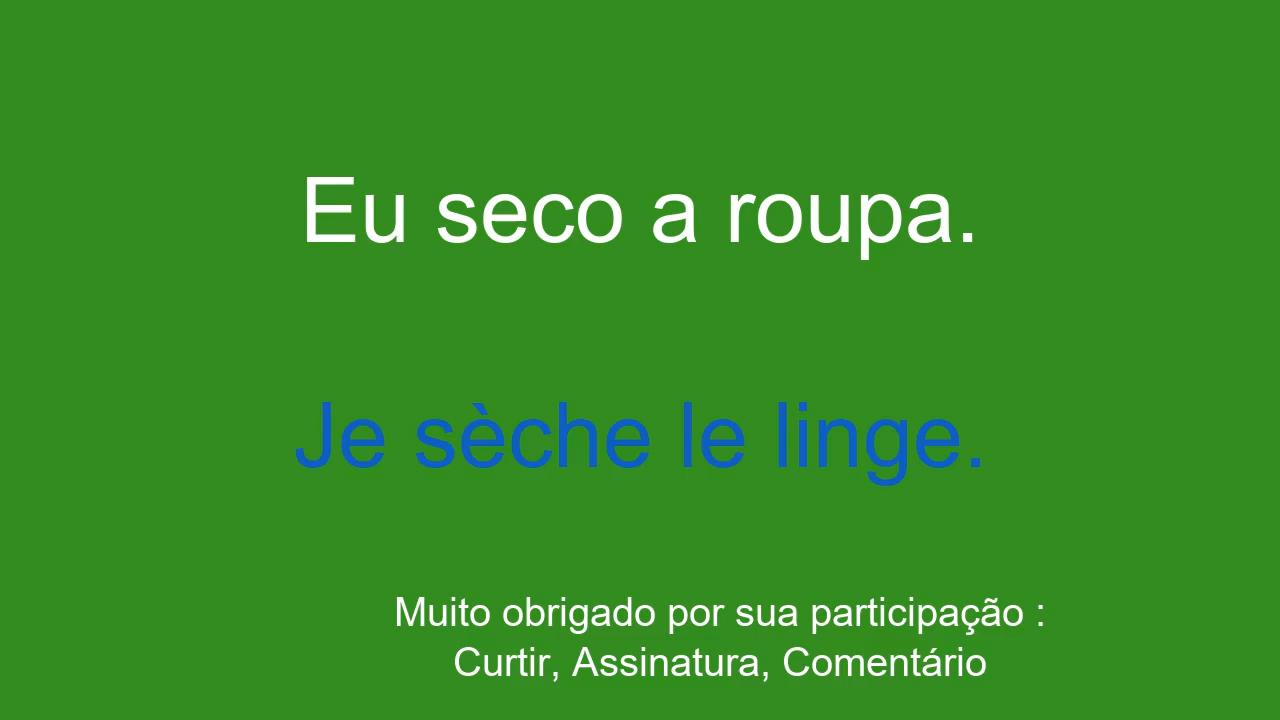 Eu seco a roupa.
Je sèche le linge.
Muito obrigado por sua participação :
Curtir, Assinatura, Comentário